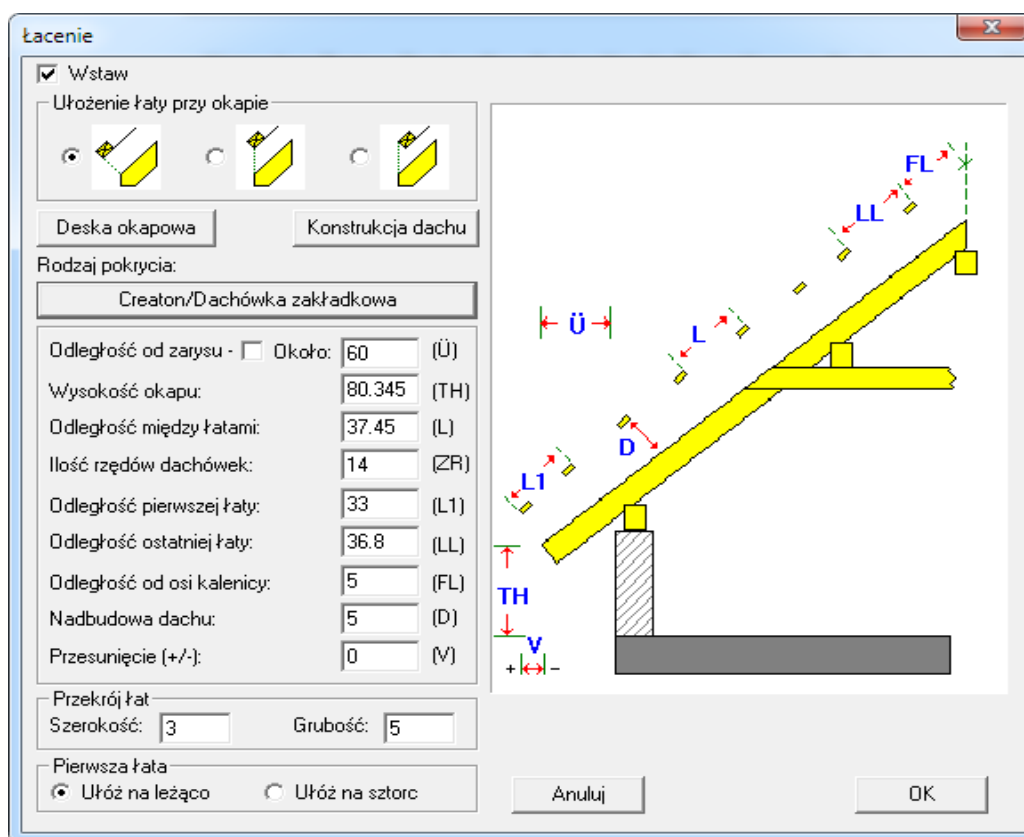 Łacenie
Wstaw
Ułożenie łaty przy okapie
Deska okapowa
Konstrukcja dachu
Rodzaj pokrycia:
Creaton/Dachówka zakładkowa
Odległość od zarysu - Około: 60 (Ü)
Wysokość okapu: 80.345 (TH)
Odległość między łatami: 37.45 (L)
Ilość rzędów dachówek: 14 (ZR)
Odległość pierwszej łaty: 33 (L1)
Odległość ostatniej łaty: 36.8 (LL)
Odległość od osi kalenicy: 5 (FL)
Nadbudowa dachu: 5 (D)
Przesunięcie (+/-): 0 (V)
Przekrój łat
Szerokość: 3 Grubość: 5
Pierwsza łata
Ułóż na leżąco Ułóż na sztorc
FL
LL
Ü
L
D
L1
TH
V
+ -
Anuluj
OK